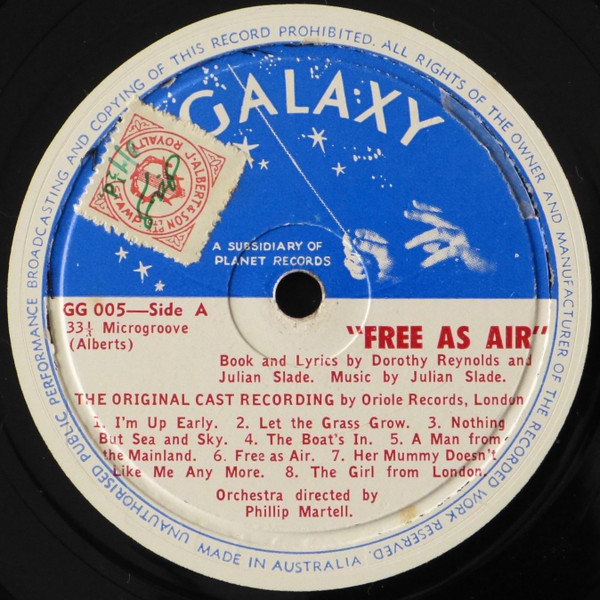 UNAUTHORISED PUBLIC PERFORMANCE BROADCASTING AND COPYING OF THIS RECORD PROHIBITED. ALL RIGHTS OF THE OWNER AND MANUFACTURER OF THE RECORDED WORK RESERVED.
MADE IN AUSTRALIA
GALAXY
J. ALBERT & SON PTY LTD
ROYALTY
STAMP
A SUBSIDIARY OF
PLANET RECORDS
GG 005—Side A
33⅓ Microgroove
(Alberts)
"FREE AS AIR"
Book and Lyrics by Dorothy Reynolds and
Julian Slade. Music by Julian Slade.
THE ORIGINAL CAST RECORDING by Oriole Records, London
1. I'm Up Early. 2. Let the Grass Grow. 3. Nothing
But Sea and Sky. 4. The Boat's In. 5. A Man from
the Mainland. 6. Free as Air. 7. Her Mummy Doesn't
Like Me Any More. 8. The Girl from London.
Orchestra directed by
Phillip Martell.